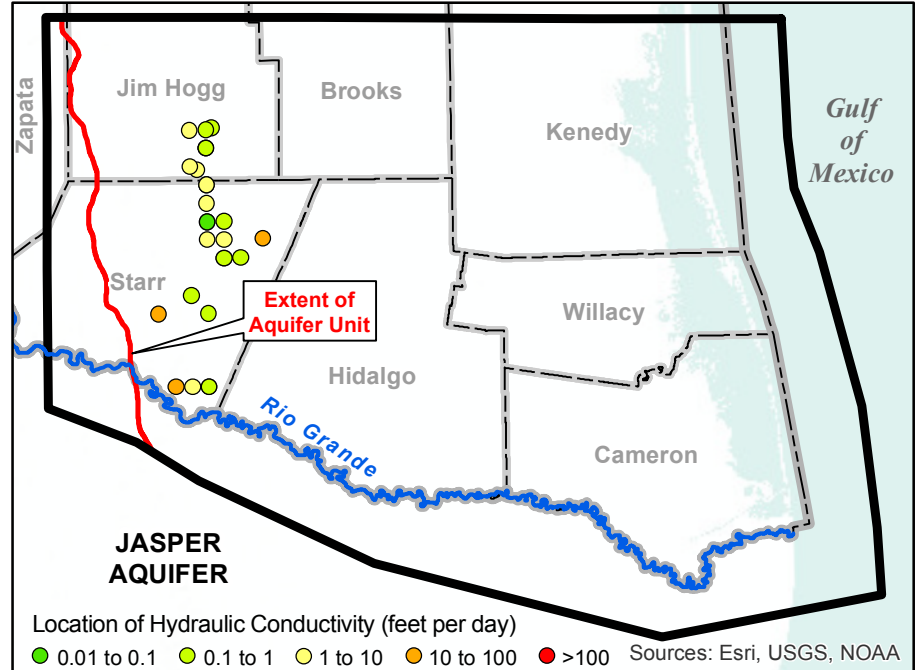 Zapata
Jim Hogg
Brooks
Kenedy
Gulf
of
Mexico
Starr
Extent of
Aquifer Unit
Willacy
Hidalgo
Rio Grande
Cameron
JASPER
AQUIFER
Location of Hydraulic Conductivity (feet per day)
0.01 to 0.1 0.1 to 1 1 to 10 10 to 100 >100 Sources: Esri, USGS, NOAA